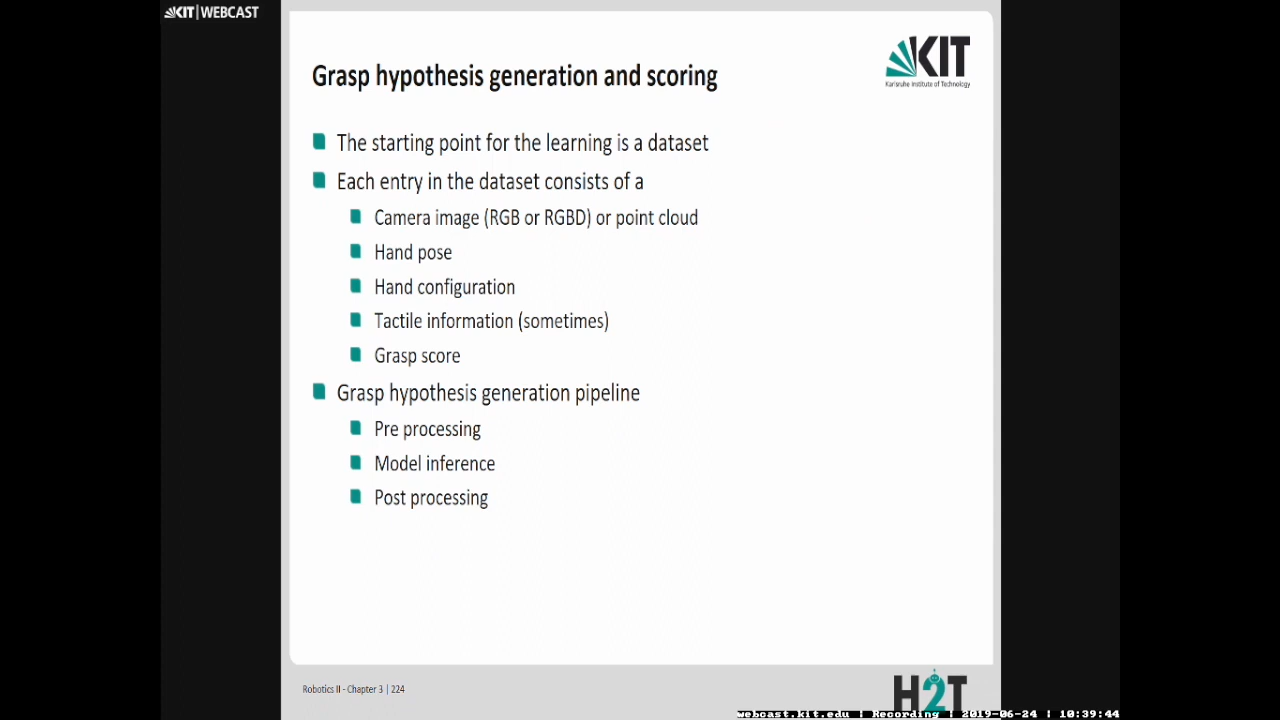 KIT | WEBCAST
KIT
Karlsruhe Institute of Technology
Grasp hypothesis generation and scoring
The starting point for the learning is a dataset
Each entry in the dataset consists of a
Camera image (RGB or RGBD) or point cloud
Hand pose
Hand configuration
Tactile information (sometimes)
Grasp score
Grasp hypothesis generation pipeline
Pre processing
Model inference
Post processing
Robotics II - Chapter 3 | 224
H2T
webcast.kit.edu | Recording | 2019-06-24 | 10:39:44